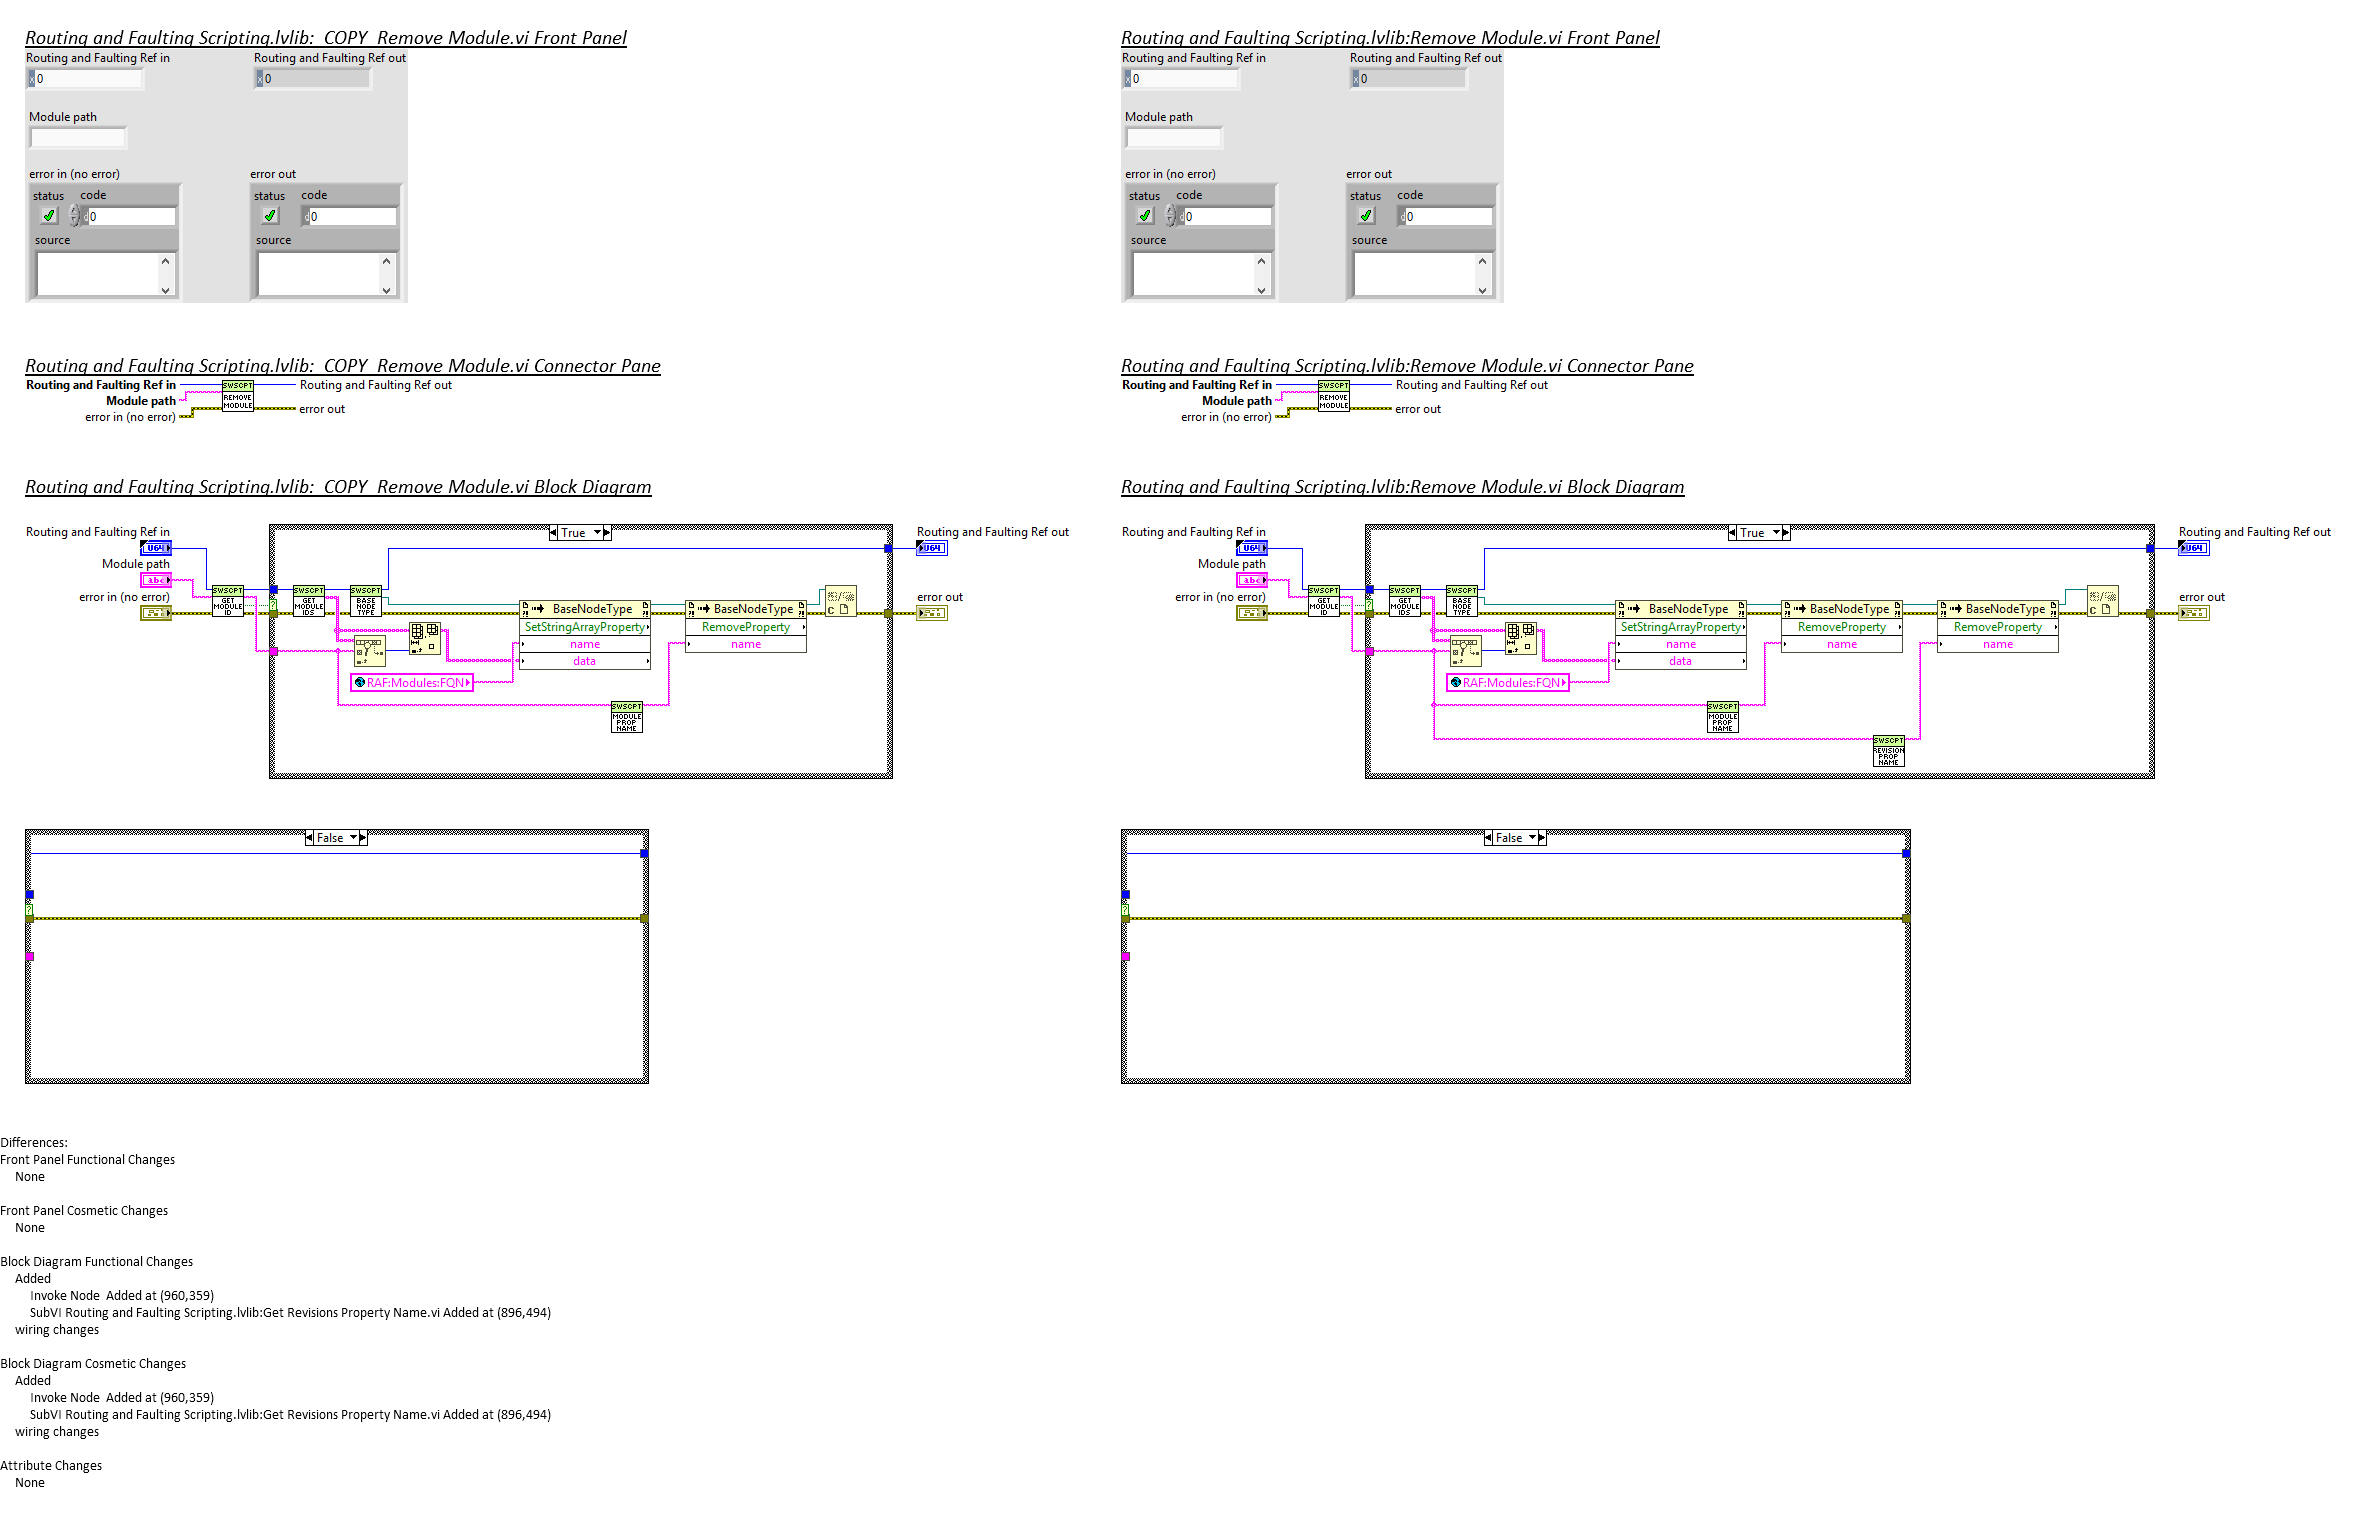 Routing and Faulting Scripting.lvlib:  COPY  Remove Module.vi Front Panel
Routing and Faulting Ref in
Routing and Faulting Ref out
x 0
x 0
Module path
error in (no error)
error out
status
code
status
code
d 0
d 0
source
source
Routing and Faulting Scripting.lvlib:Remove Module.vi Front Panel
Routing and Faulting Ref in
Routing and Faulting Ref out
x 0
x 0
Module path
error in (no error)
error out
status
code
status
code
d 0
d 0
source
source
Routing and Faulting Scripting.lvlib:  COPY  Remove Module.vi Connector Pane
Routing and Faulting Ref in
Routing and Faulting Ref out
Module path
error in (no error)
error out
SWSCPT
REMOVE
MODULE
Routing and Faulting Scripting.lvlib:Remove Module.vi Connector Pane
Routing and Faulting Ref in
Routing and Faulting Ref out
Module path
error in (no error)
error out
SWSCPT
REMOVE
MODULE
Routing and Faulting Scripting.lvlib:  COPY  Remove Module.vi Block Diagram
Routing and Faulting Ref in
U64
Module path
abc
error in (no error)
SWSCPT
GET
MODULE
ID
True
?
SWSCPT
GET
MODULE
IDS
SWSCPT
BASE
NODE
TYPE
BaseNodeType
SetStringArrayProperty
name
data
BaseNodeType
RemoveProperty
name
RAF:Modules:FQN
SWSCPT
MODULE
PROP
NAME
C
Routing and Faulting Ref out
U64
error out
False
?
Routing and Faulting Scripting.lvlib:Remove Module.vi Block Diagram
Routing and Faulting Ref in
U64
Module path
abc
error in (no error)
SWSCPT
GET
MODULE
ID
True
?
SWSCPT
GET
MODULE
IDS
SWSCPT
BASE
NODE
TYPE
BaseNodeType
SetStringArrayProperty
name
data
BaseNodeType
RemoveProperty
name
BaseNodeType
RemoveProperty
name
RAF:Modules:FQN
SWSCPT
MODULE
PROP
NAME
SWSCPT
REVISION
PROP
NAME
C
Routing and Faulting Ref out
U64
error out
False
?
Differences:
Front Panel Functional Changes
None
Front Panel Cosmetic Changes
None
Block Diagram Functional Changes
Added
Invoke Node  Added at (960,359)
SubVI Routing and Faulting Scripting.lvlib:Get Revisions Property Name.vi Added at (896,494)
wiring changes
Block Diagram Cosmetic Changes
Added
Invoke Node  Added at (960,359)
SubVI Routing and Faulting Scripting.lvlib:Get Revisions Property Name.vi Added at (896,494)
wiring changes
Attribute Changes
None